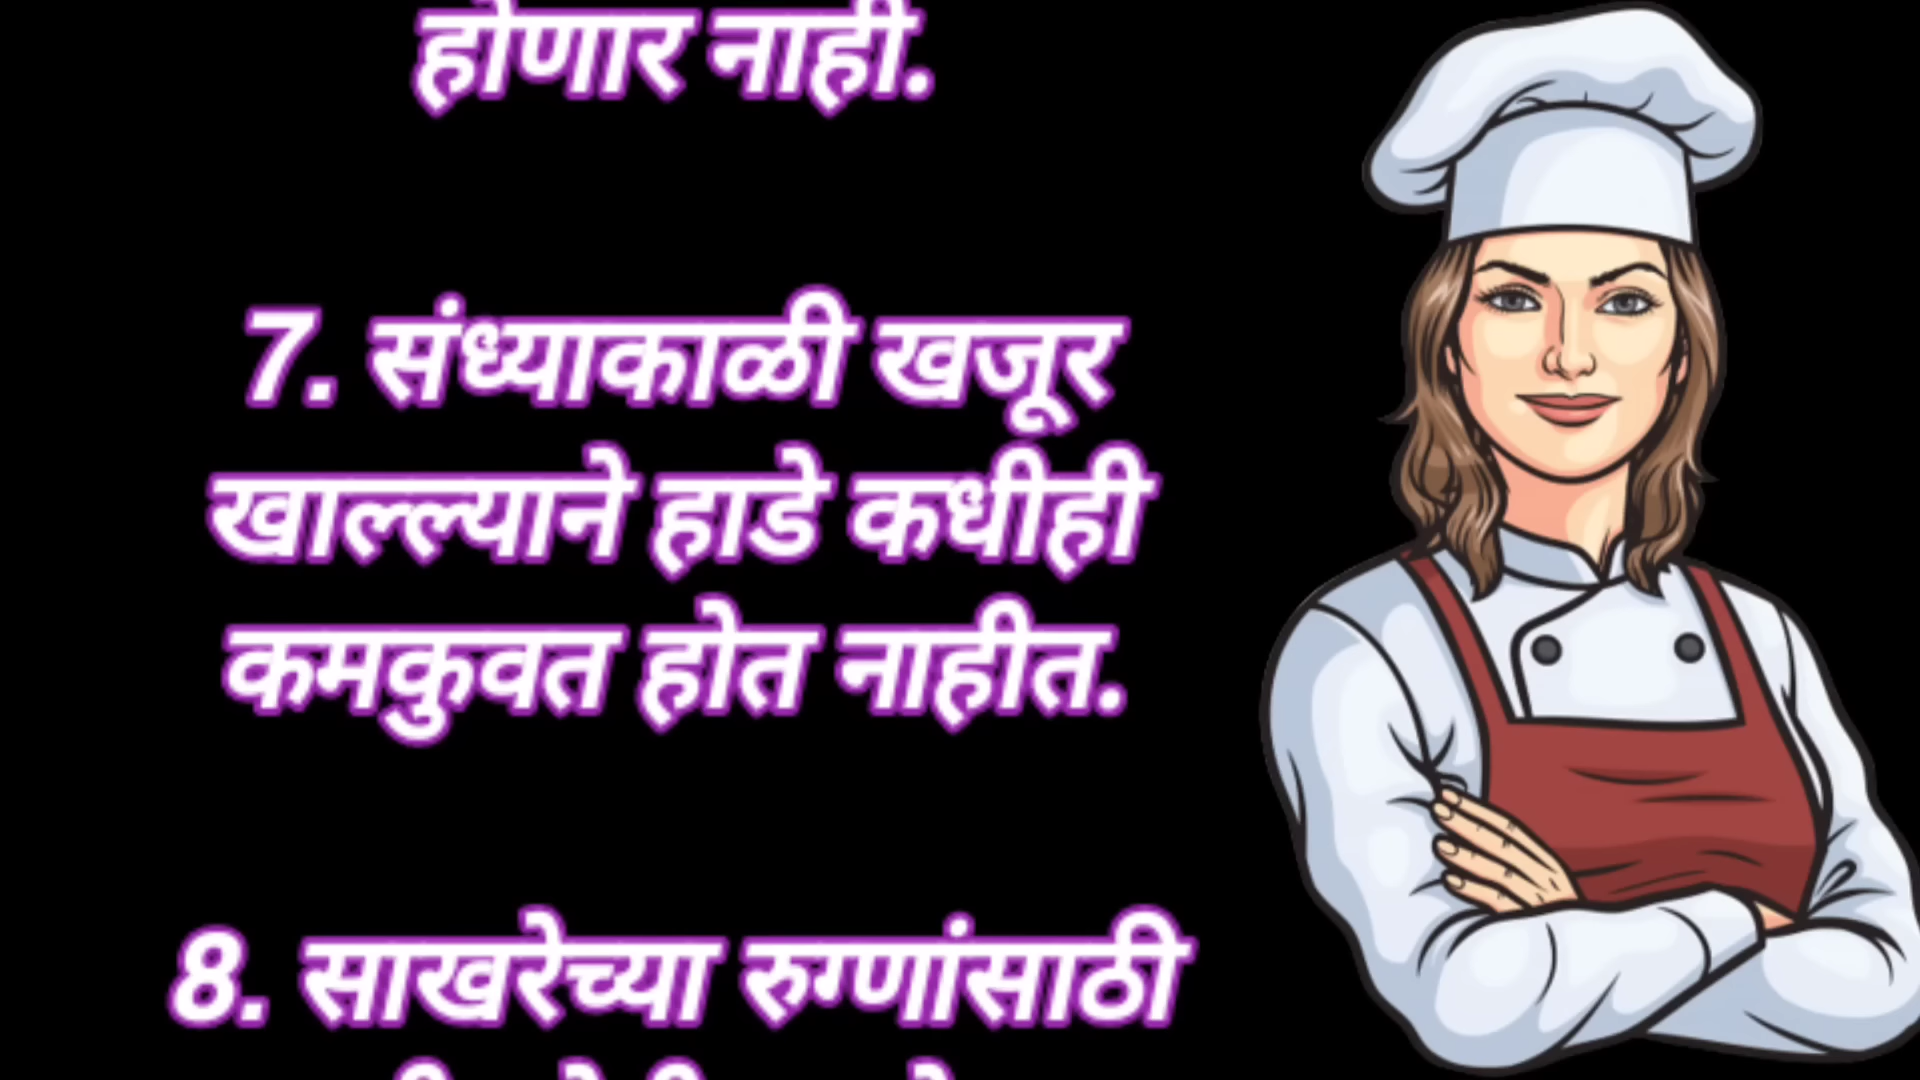 होणार नाही.
7. संध्याकाळी खजूर
खाल्ल्याने हाडे कधीही
कमकुवत होत नाहीत.
8. साखरेच्या रुग्णांसाठी